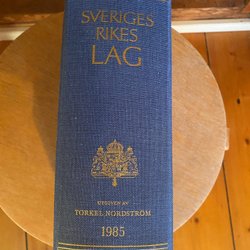 SVERIGES
RIKES
LAG
UTGIVEN AV
TORKEL NORDSTRÖM
1985